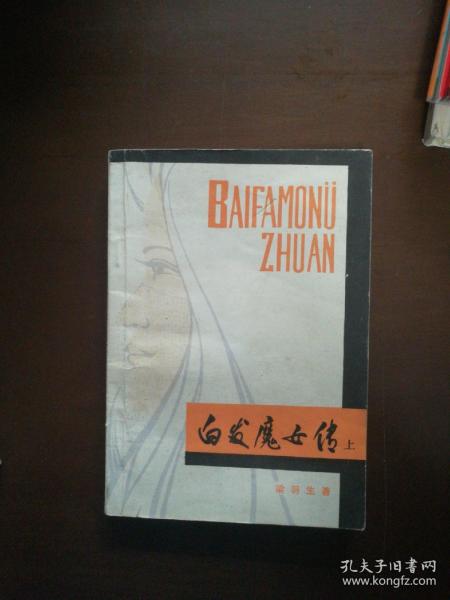 BAIFAMONÜ
ZHUAN
白发魔女传 上
梁羽生著
孔夫子旧书网
www.kongfz.com